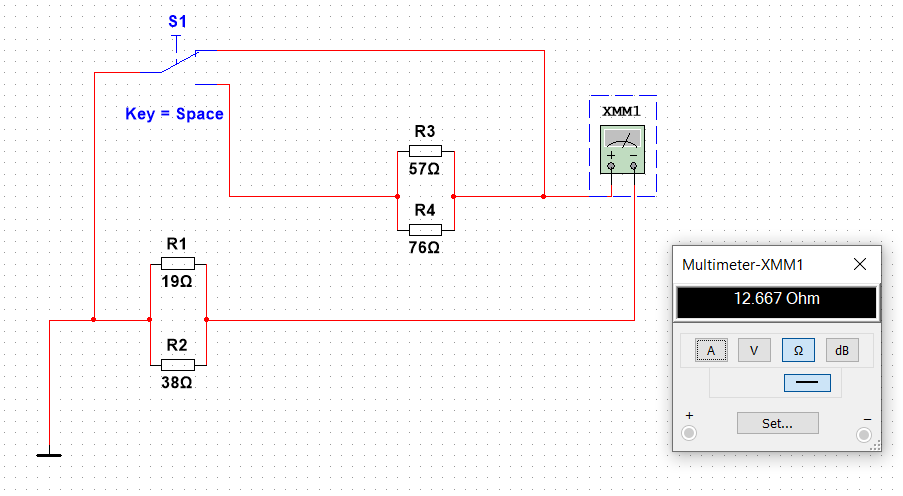 S1
Key = Space
XMM1
+ −
R3
57Ω
R4
76Ω
R1
19Ω
R2
38Ω
Multimeter-XMM1
12.667 Ohm
A V Ω dB
+ −
Set...